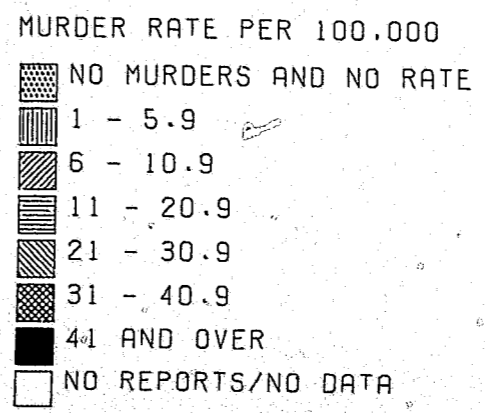 MURDER RATE PER 100.000
NO MURDERS AND NO RATE
1 - 5.9
6 - 10.9
11 - 20.9
21 - 30.9
31 - 40.9
41 AND OVER
NO REPORTS/NO DATA